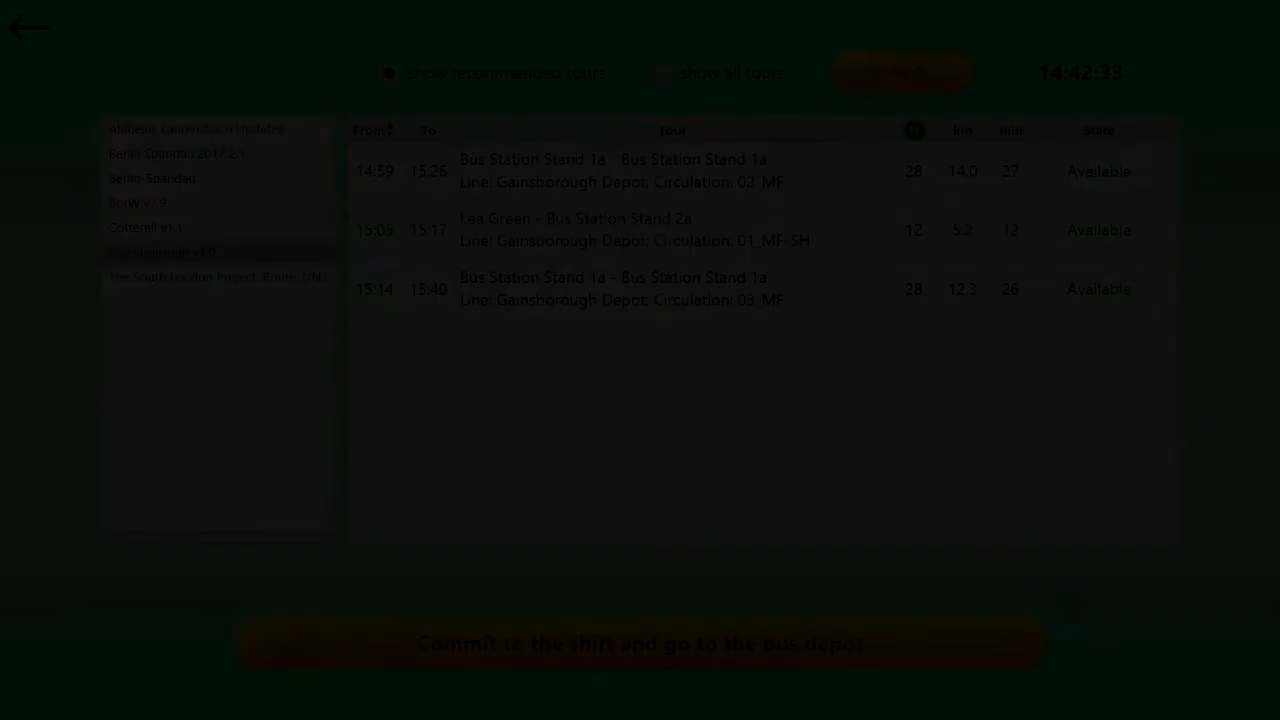 show recommended tours
show all tours
14:42:33
Berlin Spandau 2017.2.1
Berlin-Spandau
Cotterell v1.1
The South London Project, Route
From To Tour H km min State
14:59 15:26 Bus Station Stand 1a - Bus Station Stand 1a 28 14.0 27 Available
Line: Gainsborough Depot; Circulation: 02_MF
15:05 15:17 Lea Green - Bus Station Stand 2a 12 5.2 12 Available
Line: Gainsborough Depot; Circulation: 01_MF-SH
15:14 15:40 Bus Station Stand 1a - Bus Station Stand 1a 28 12.3 26 Available
Line: Gainsborough Depot; Circulation: 03_MF
Commit to the shift and go to the bus depot